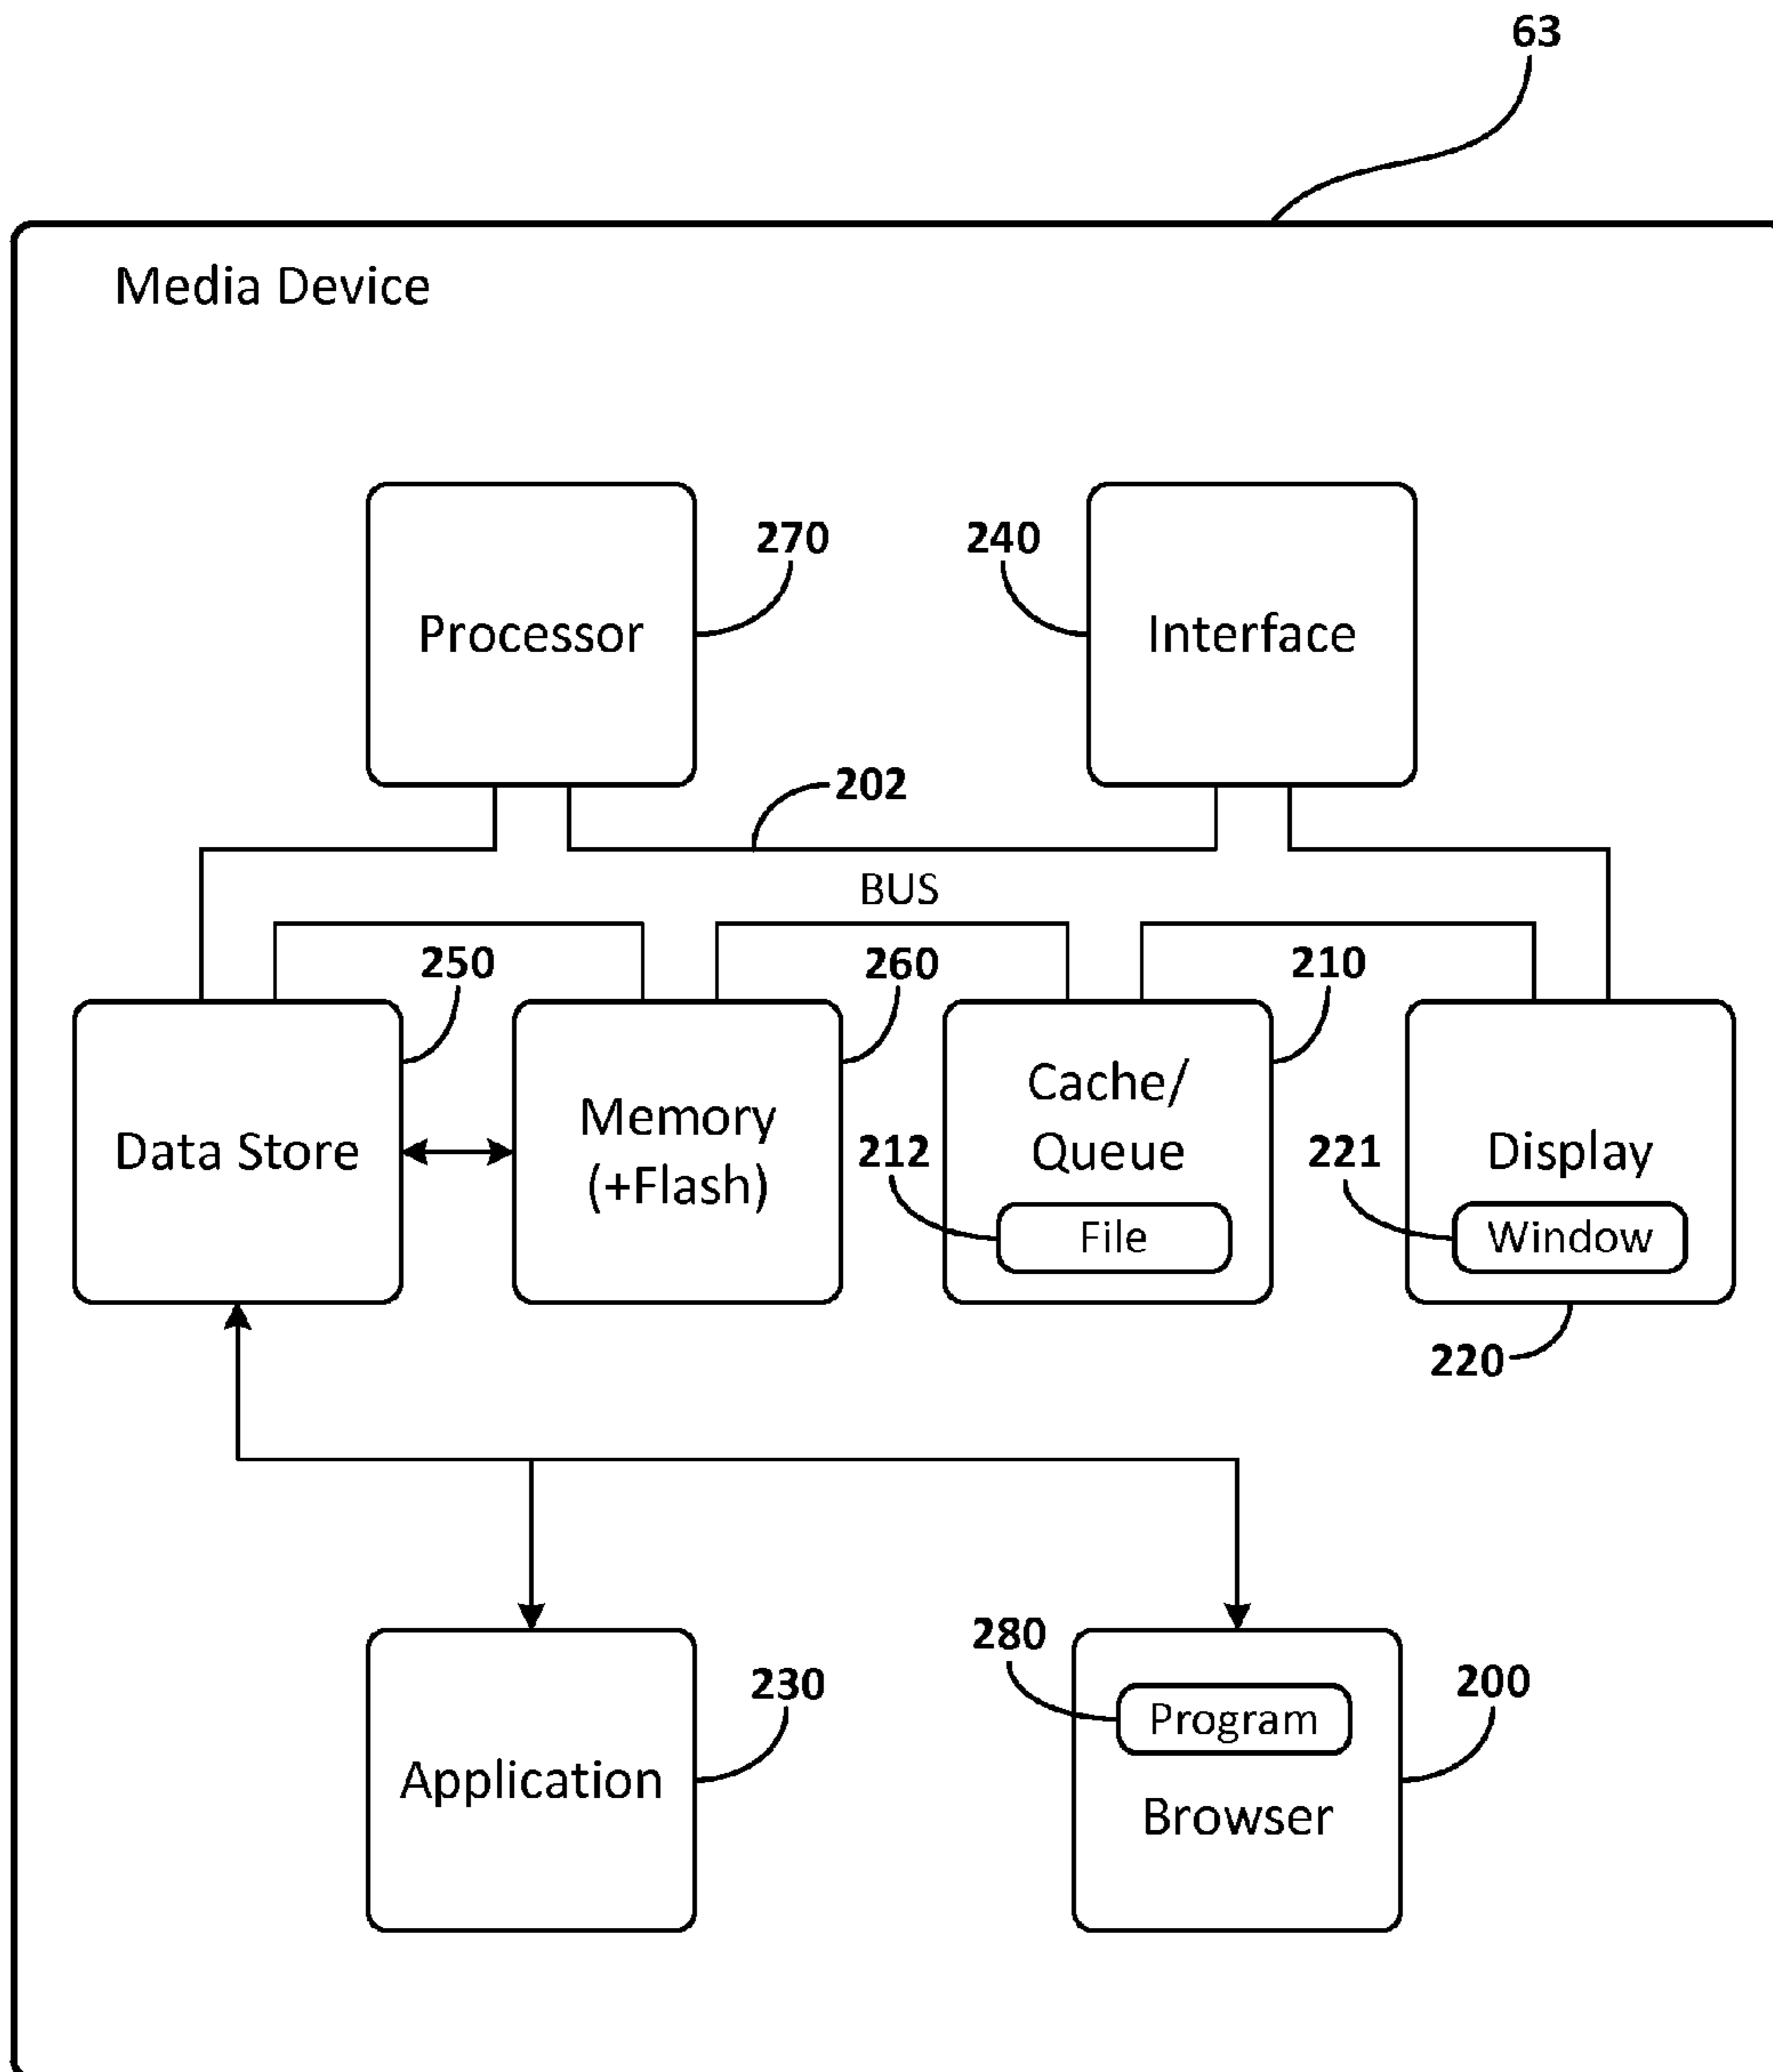 63
Media Device
270
240
Processor
Interface
202
BUS
250
260
210
Data Store
Memory
(+Flash)
Cache/
Queue
212
File
221
Display
Window
220
280
Program
230
200
Application
Browser